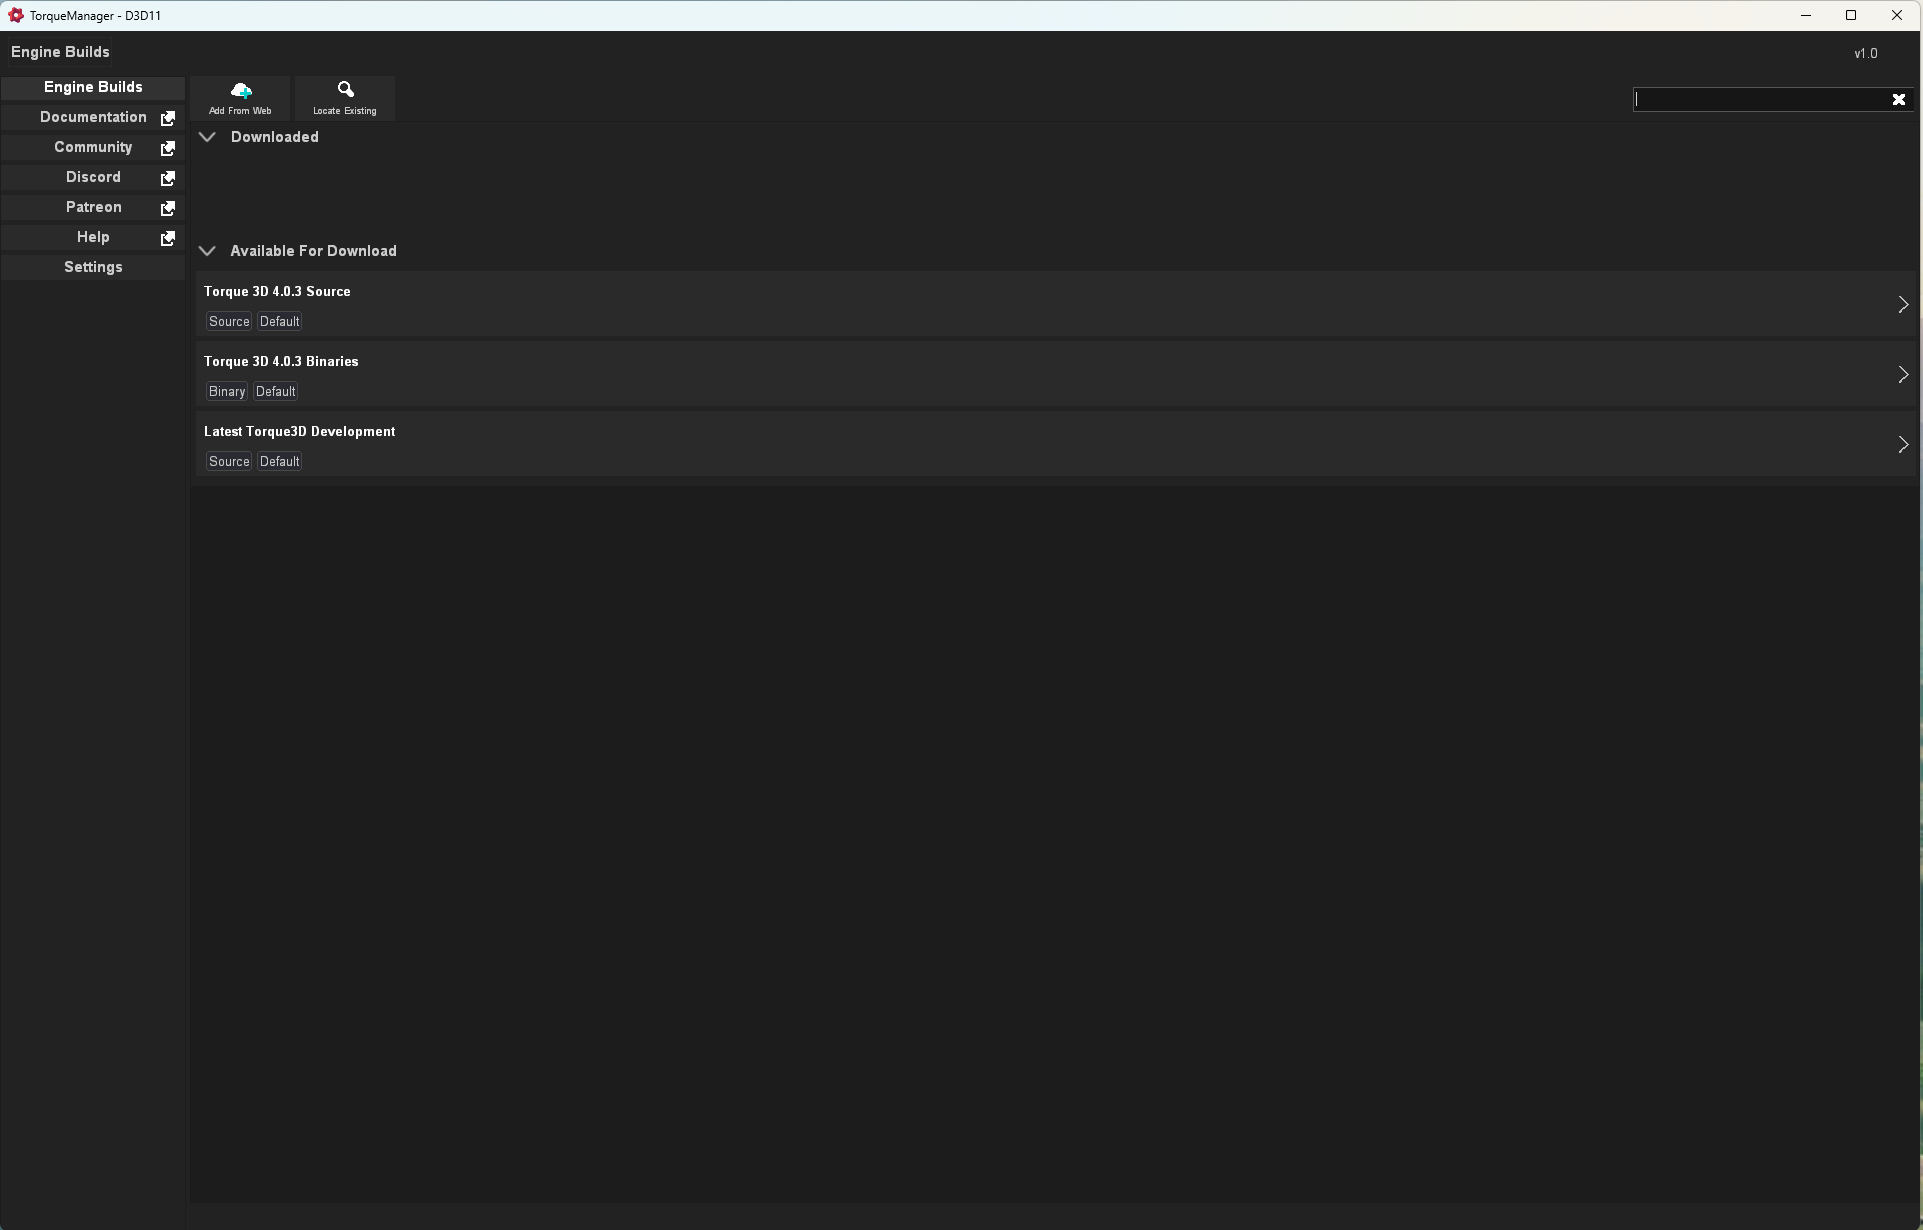 TorqueManager - D3D11
Engine Builds
v1.0
Engine Builds
Documentation
Community
Discord
Patreon
Help
Settings
Add From Web
Locate Existing
Downloaded
Available For Download
Torque 3D 4.0.3 Source
Source Default
Torque 3D 4.0.3 Binaries
Binary Default
Latest Torque3D Development
Source Default